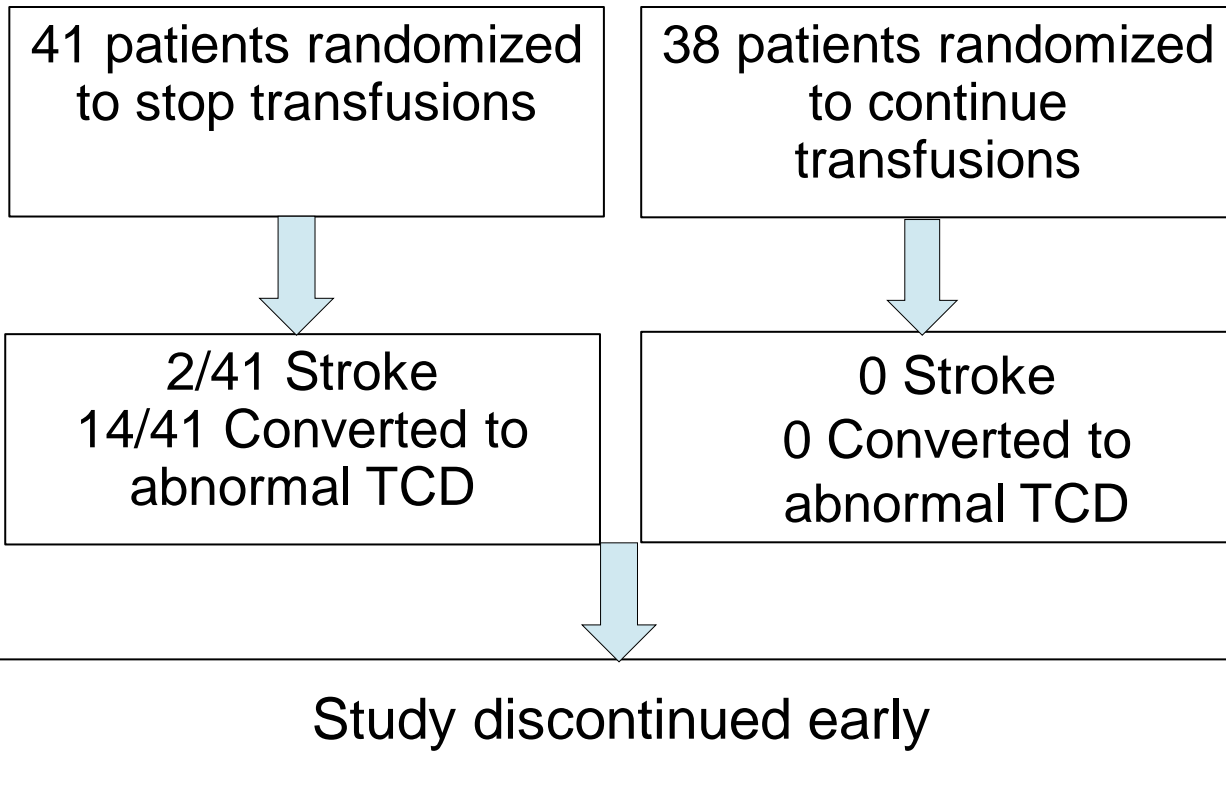 41 patients randomized
to stop transfusions
38 patients randomized
to continue
transfusions
2/41 Stroke
14/41 Converted to
abnormal TCD
0 Stroke
0 Converted to
abnormal TCD
Study discontinued early